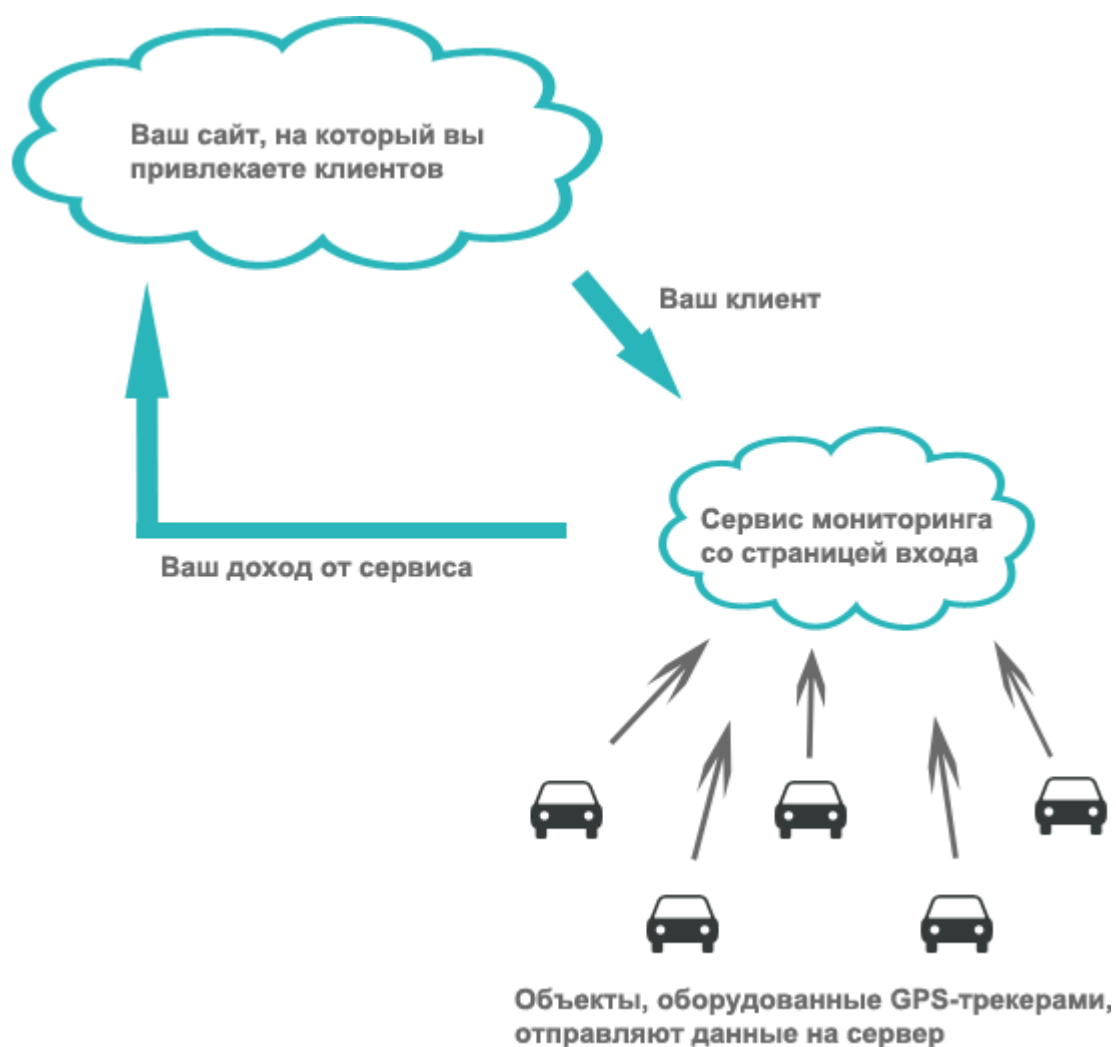 Ваш сайт, на который вы
привлекаете клиентов
Ваш клиент
Сервис мониторинга
со страницей входа
Ваш доход от сервиса
Объекты, оборудованные GPS-трекерами,
отправляют данные на сервер